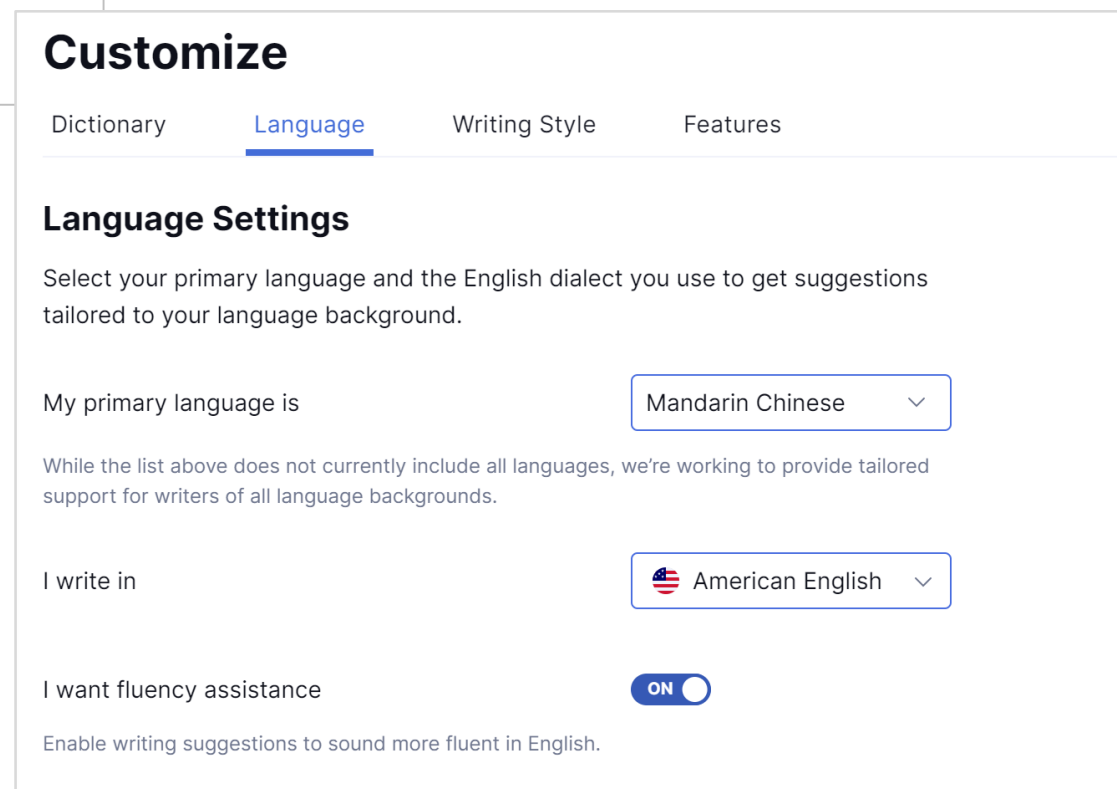 Customize
Dictionary Language Writing Style Features
Language Settings
Select your primary language and the English dialect you use to get suggestions
tailored to your language background.
My primary language is Mandarin Chinese
While the list above does not currently include all languages, we’re working to provide tailored
support for writers of all language backgrounds.
I write in American English
I want fluency assistance ON
Enable writing suggestions to sound more fluent in English.